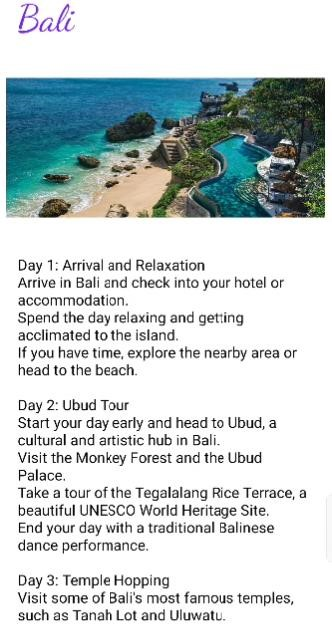 Bali
Day 1: Arrival and Relaxation
Arrive in Bali and check into your hotel or
accommodation.
Spend the day relaxing and getting
acclimated to the island.
If you have time, explore the nearby area or
head to the beach.
Day 2: Ubud Tour
Start your day early and head to Ubud, a
cultural and artistic hub in Bali.
Visit the Monkey Forest and the Ubud
Palace.
Take a tour of the Tegalalang Rice Terrace, a
beautiful UNESCO World Heritage Site.
End your day with a traditional Balinese
dance performance.
Day 3: Temple Hopping
Visit some of Bali's most famous temples,
such as Tanah Lot and Uluwatu.